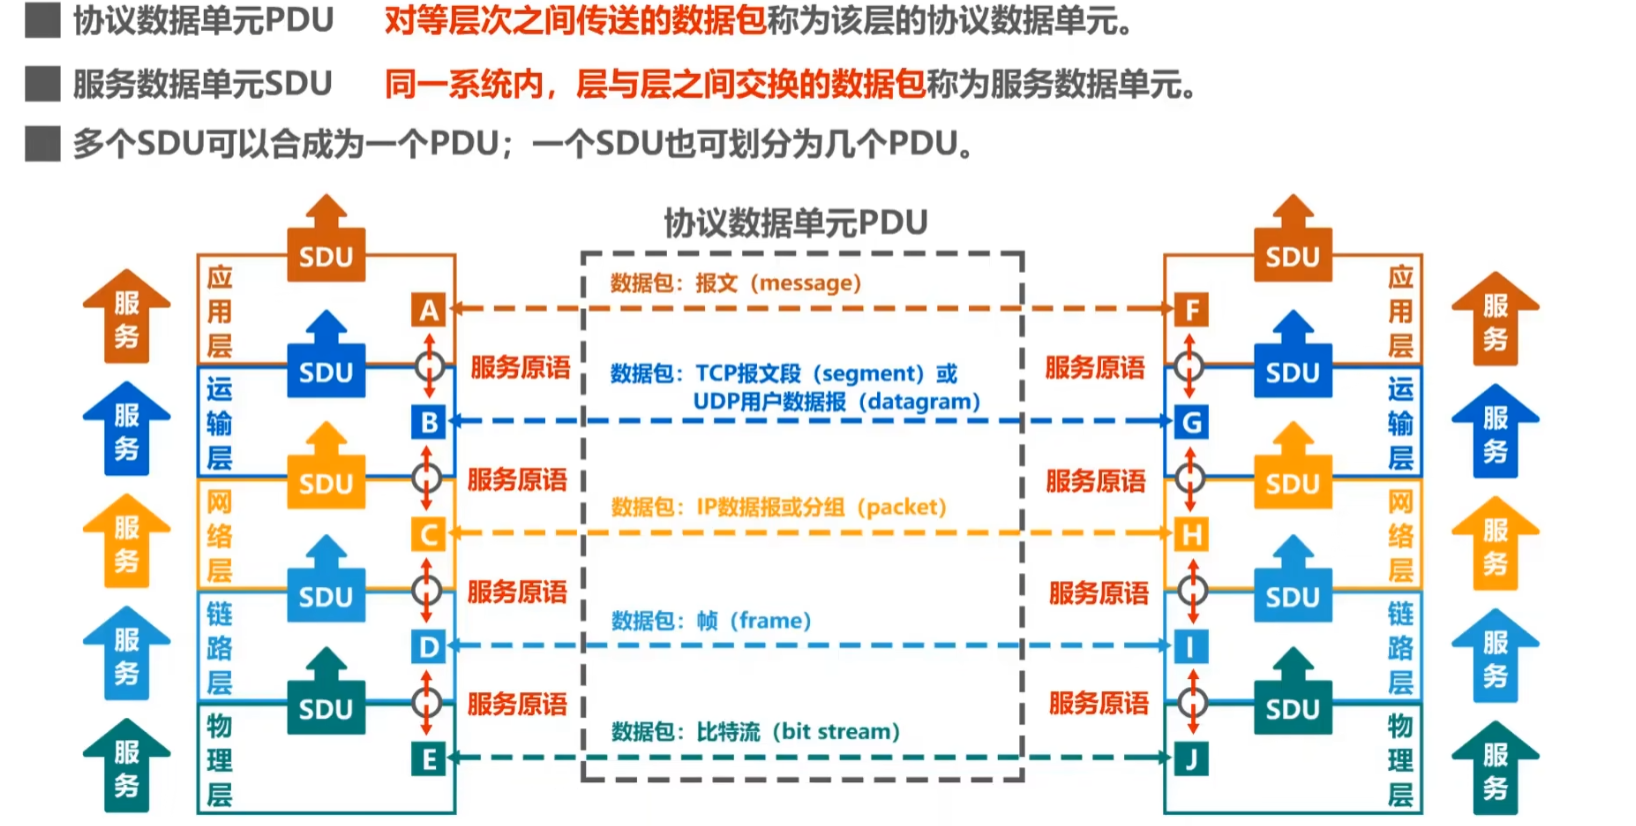 协议数据单元PDU 对等层次之间传送的数据包称为该层的协议数据单元。
服务数据单元SDU 同一系统内，层与层之间交换的数据包称为服务数据单元。
多个SDU可以合成为一个PDU；一个SDU也可划分为几个PDU。
协议数据单元PDU
SDU
SDU
服务
应用层
A
数据包：报文（message）
F
应用层
服务
SDU
服务原语
服务原语
SDU
服务
运输层
B
数据包：TCP报文段（segment）或
UDP用户数据报（datagram）
G
运输层
服务
SDU
服务原语
服务原语
SDU
服务
网络层
C
数据包：IP数据报或分组（packet）
H
网络层
服务
SDU
服务原语
服务原语
SDU
服务
链路层
D
数据包：帧（frame）
I
链路层
服务
SDU
服务原语
服务原语
SDU
服务
物理层
E
数据包：比特流（bit stream）
J
物理层
服务